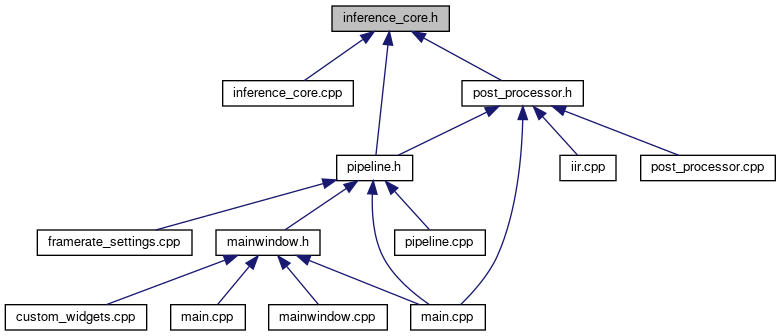 inference_core.h
inference_core.cpp
post_processor.h
pipeline.h
iir.cpp
post_processor.cpp
framerate_settings.cpp
mainwindow.h
pipeline.cpp
custom_widgets.cpp
main.cpp
mainwindow.cpp
main.cpp